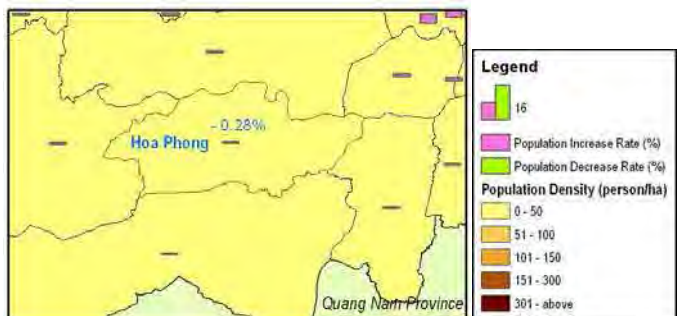 - 0.28%
Hoa Phong
Quang Nam Province
Legend
16
Population Increase Rate (%)
Population Decrease Rate (%)
Population Density (person/ha)
0 - 50
51 - 100
101 - 150
151 - 300
301 - above